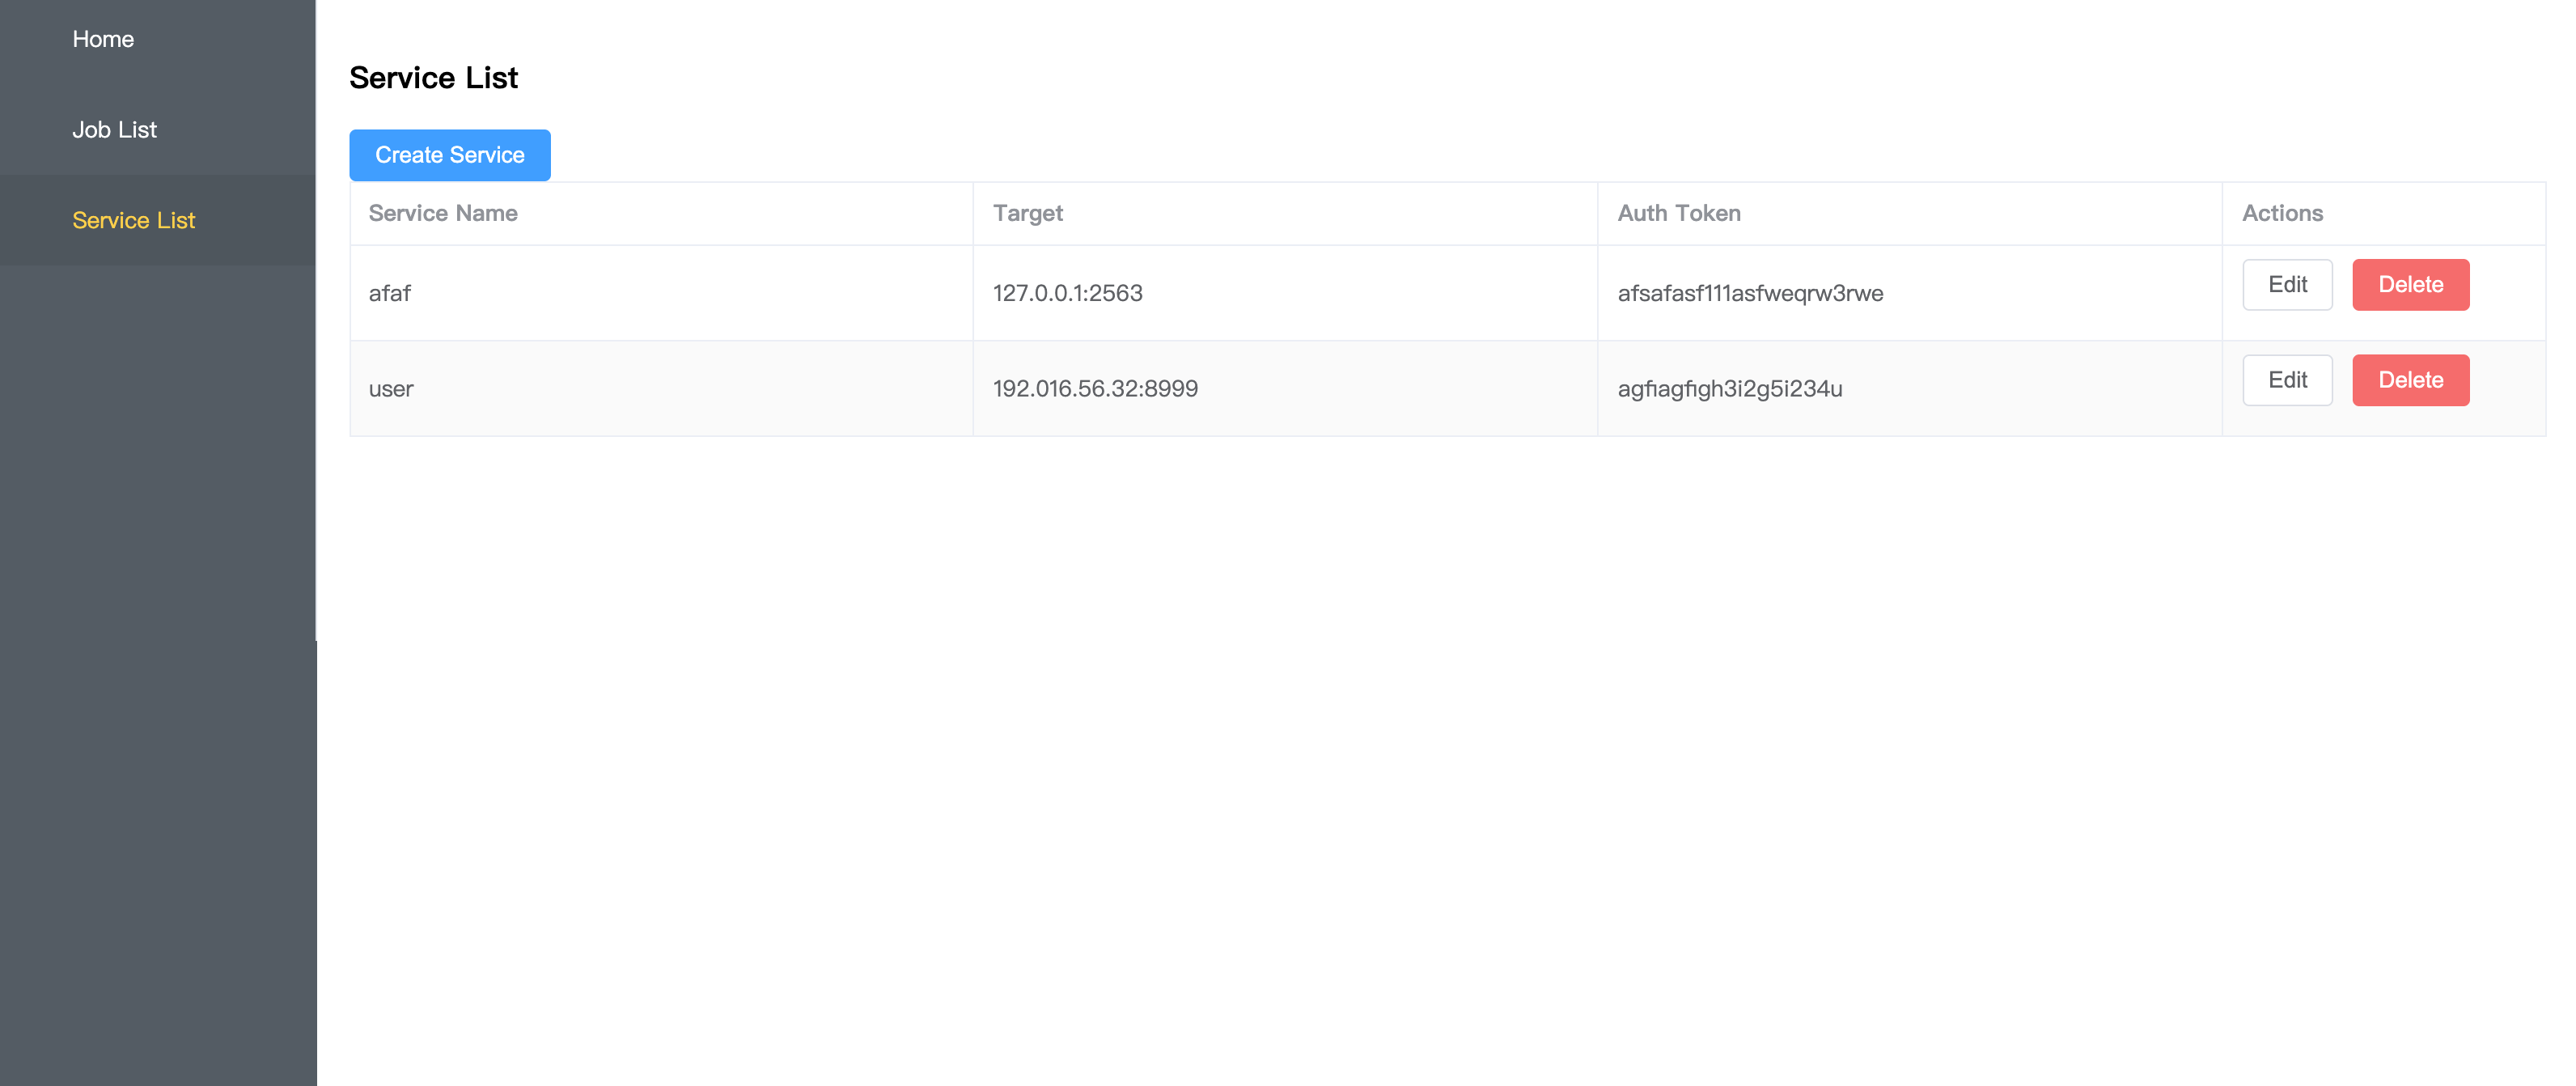 Home
Job List
Service List
Service List
Create Service
Service Name Target Auth Token Actions
afaf 127.0.0.1:2563 afsafasf111asfweqrw3rwe Edit Delete
user 192.016.56.32:8999 agfiagfigh3i2g5i234u Edit Delete